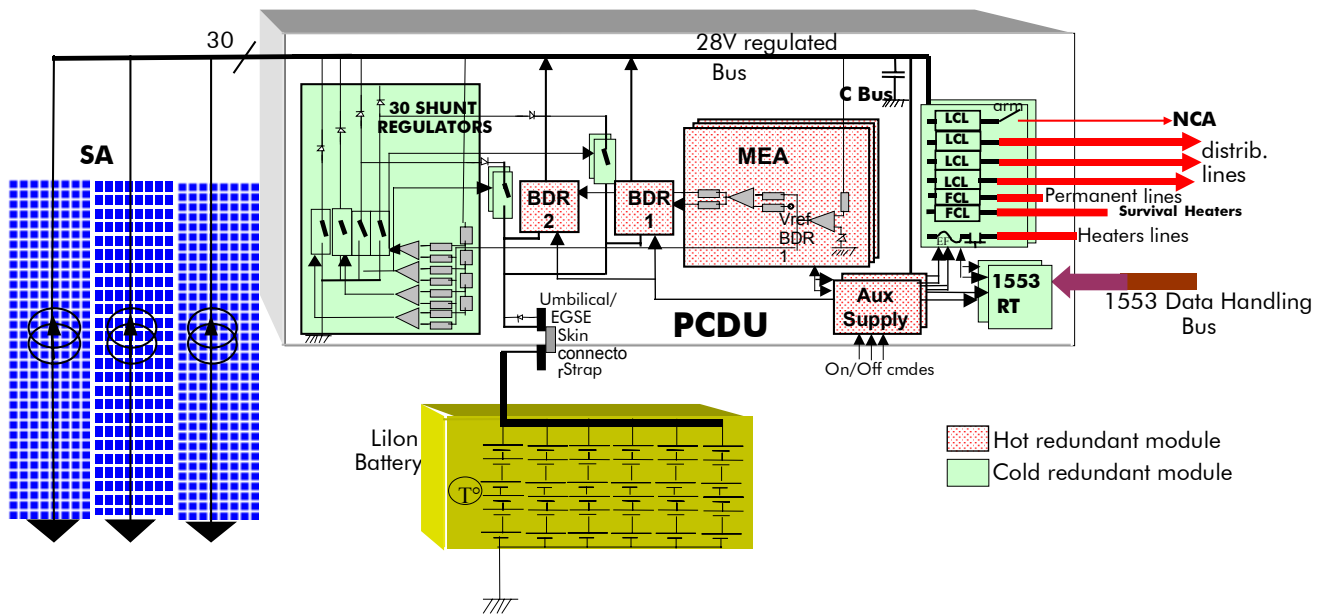 30
28V regulated
Bus
C Bus
30 SHUNT
REGULATORS
SA
MEA
BDR
2
BDR
1
Vref
BDR
1
LCL
arm
NCA
LCL
LCL
distrib.
lines
LCL
FCL
Permanent lines
FCL
Survival Heaters
EF
Heaters lines
1553
RT
1553 Data Handling
Bus
Aux
Supply
On/Off cmdes
PCDU
Umbilical/
EGSE
Skin
connecto
rStrap
LiIon
Battery
T°
Hot redundant module
Cold redundant module